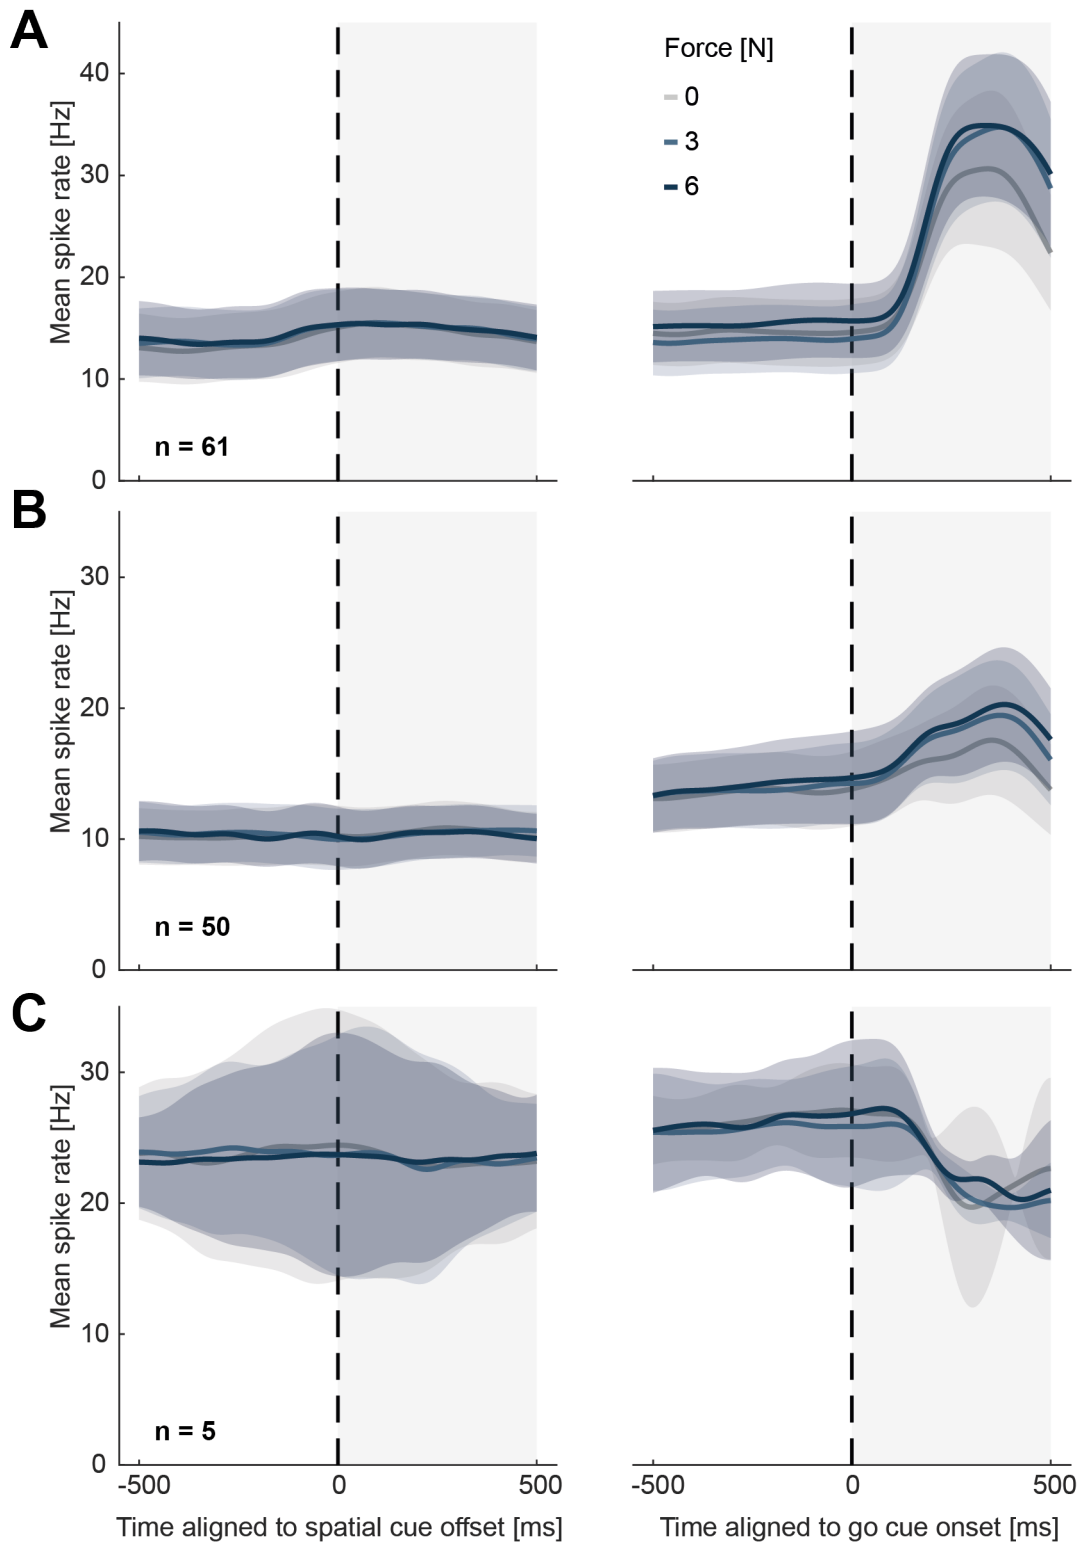 A
Mean spike rate [Hz]
40
30
20
10
0
n = 61
Force [N]
0
3
6
B
Mean spike rate [Hz]
30
20
10
0
n = 50
C
Mean spike rate [Hz]
30
20
10
0
n = 5
-500 0 500
Time aligned to spatial cue offset [ms]
-500 0 500
Time aligned to go cue onset [ms]